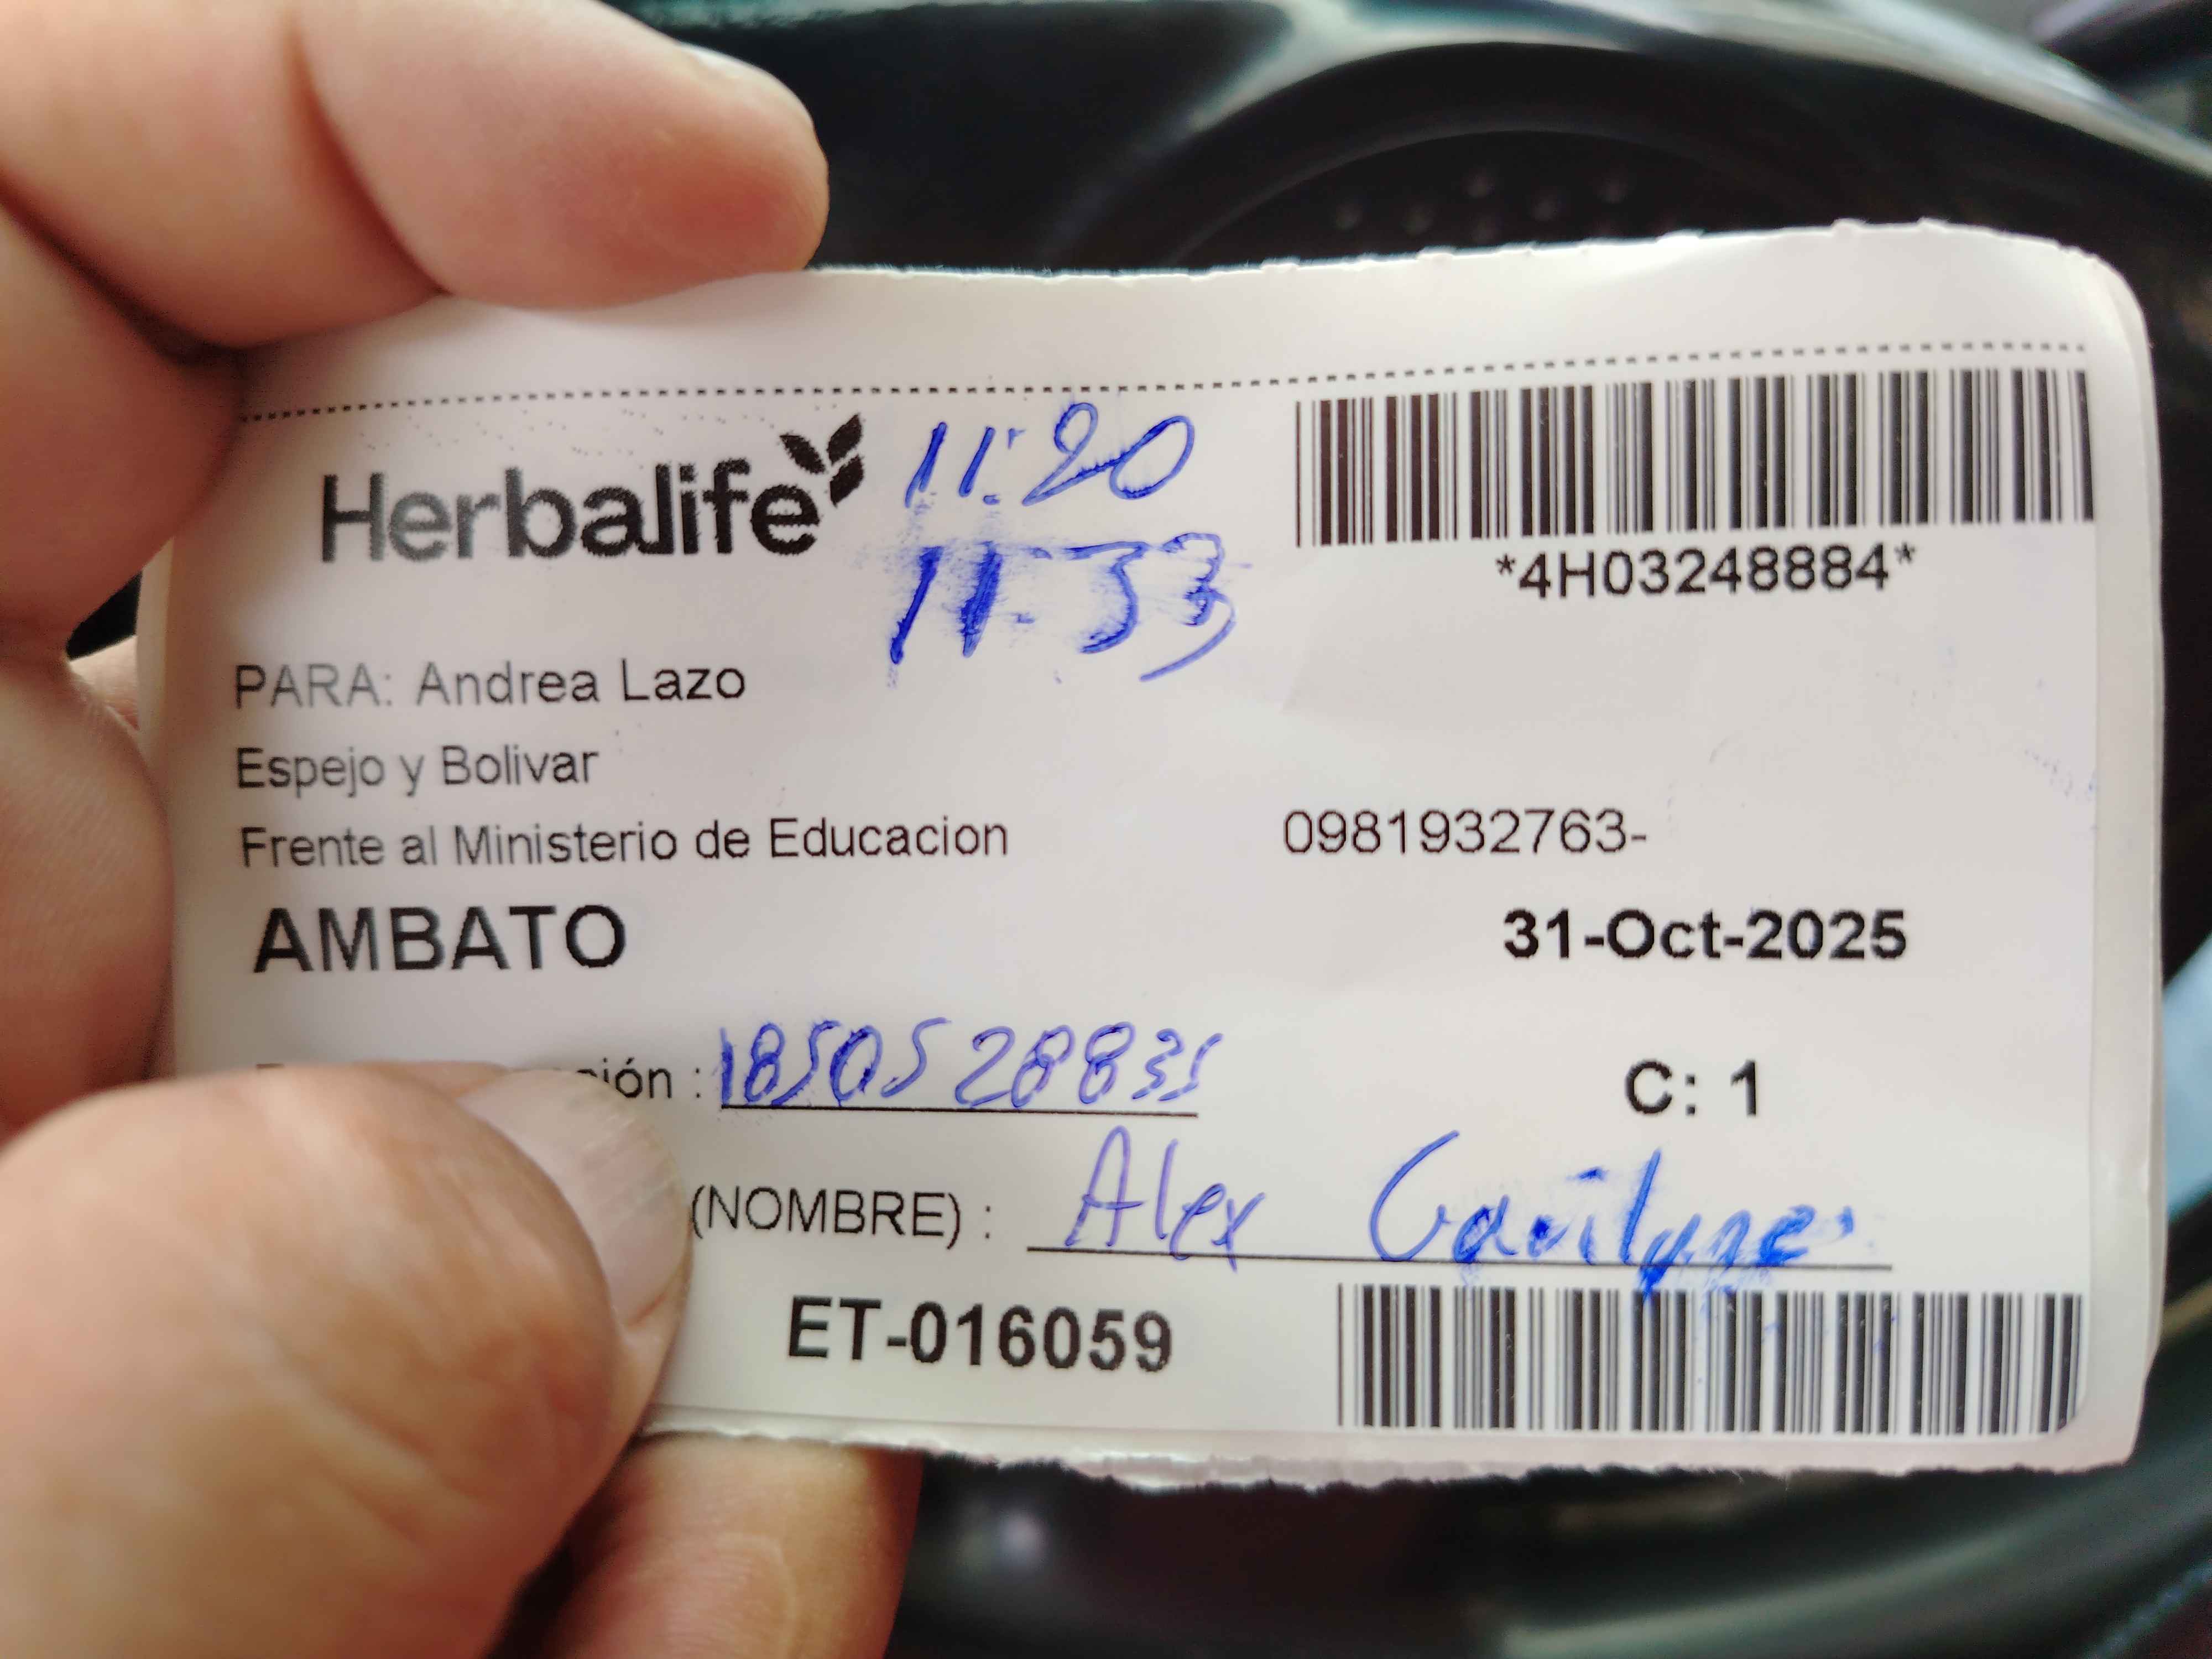 Herbalife
11:20
11:33
*4H03248884*
PARA: Andrea Lazo
Espejo y Bolivar
Frente al Ministerio de Educacion
0981932763-
AMBATO
31-Oct-2025
ión : 1850528835
C: 1
(NOMBRE) : Alex
ET-016059